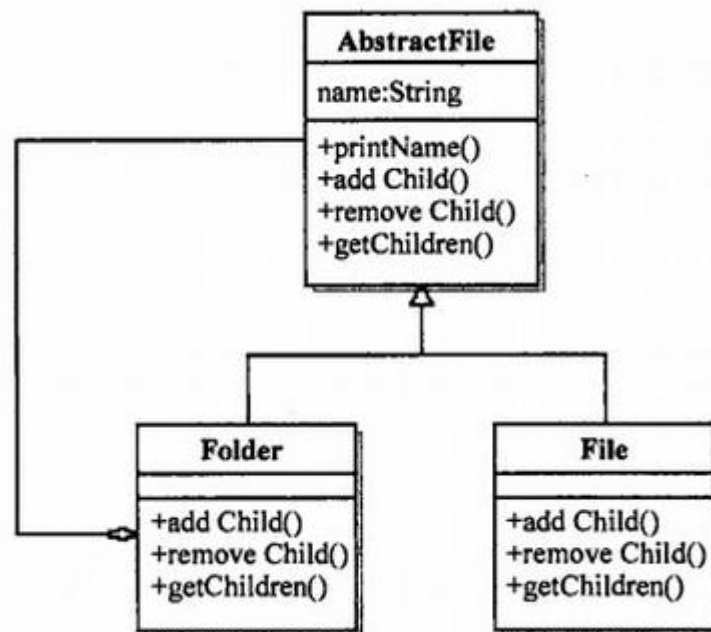 AbstractFile
name:String
+printName()
+add Child()
+remove Child()
+getChildren()
Folder
+add Child()
+remove Child()
+getChildren()
File
+add Child()
+remove Child()
+getChildren()